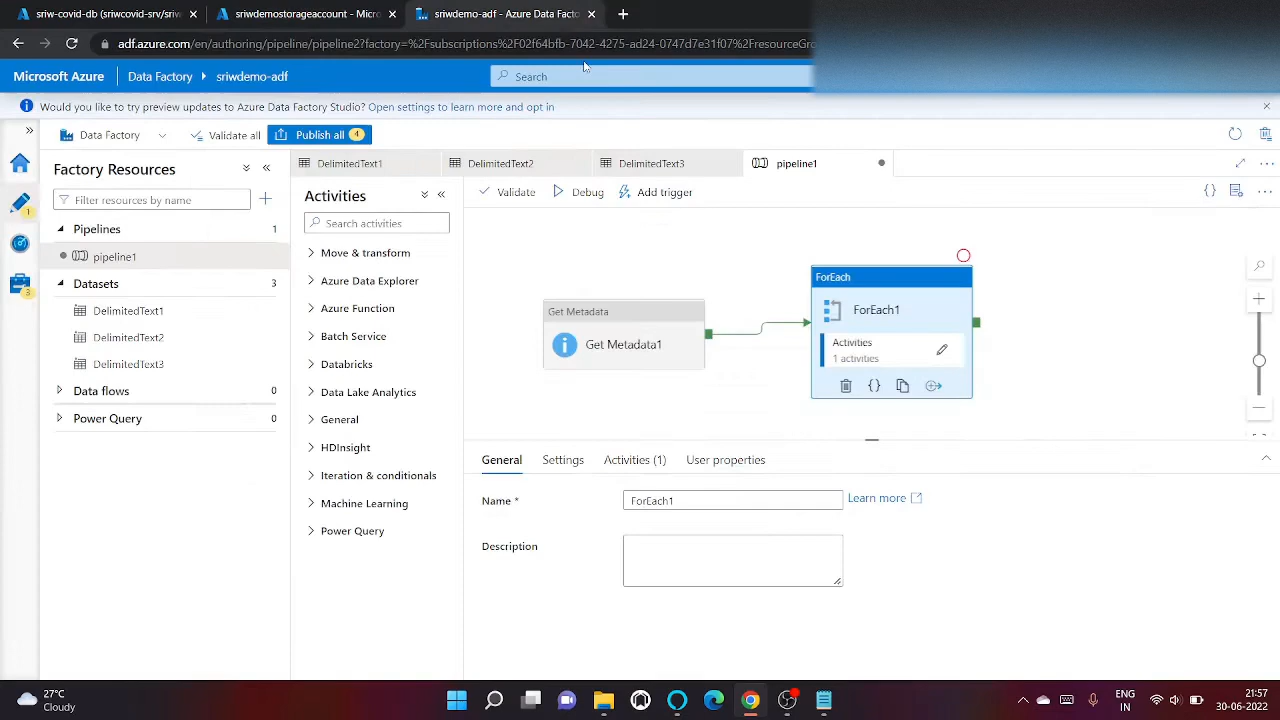 sriw-covid-db (sriwcovid-srv/sriw
sriwdemostorageaccount - Micro
sriwdemo-adf - Azure Data Facto
adf.azure.com/en/authoring/pipeline/pipeline2?factory=%2Fsubscriptions%2F02f64bfb-7042-4275-ad24-0747d7e31f07%2FresourceGro
Microsoft Azure
Data Factory
sriwdemo-adf
Search
Would you like to try preview updates to Azure Data Factory Studio? Open settings to learn more and opt in
Data Factory
Validate all
Publish all 4
Factory Resources
DelimitedText1
DelimitedText2
DelimitedText3
pipeline1
Filter resources by name
Activities
Validate
Debug
Add trigger
Search activities
1
3
Pipelines 1
pipeline1
Datasets 3
DelimitedText1
DelimitedText2
DelimitedText3
Data flows 0
Power Query 0
Move & transform
Azure Data Explorer
Azure Function
Batch Service
Databricks
Data Lake Analytics
General
HDInsight
Iteration & conditionals
Machine Learning
Power Query
Get Metadata
Get Metadata1
ForEach
ForEach1
Activities
1 activities
General
Settings
Activities (1)
User properties
Name *
ForEach1
Learn more
Description
27°C
Cloudy
ENG
IN
21:57
30-06-2022